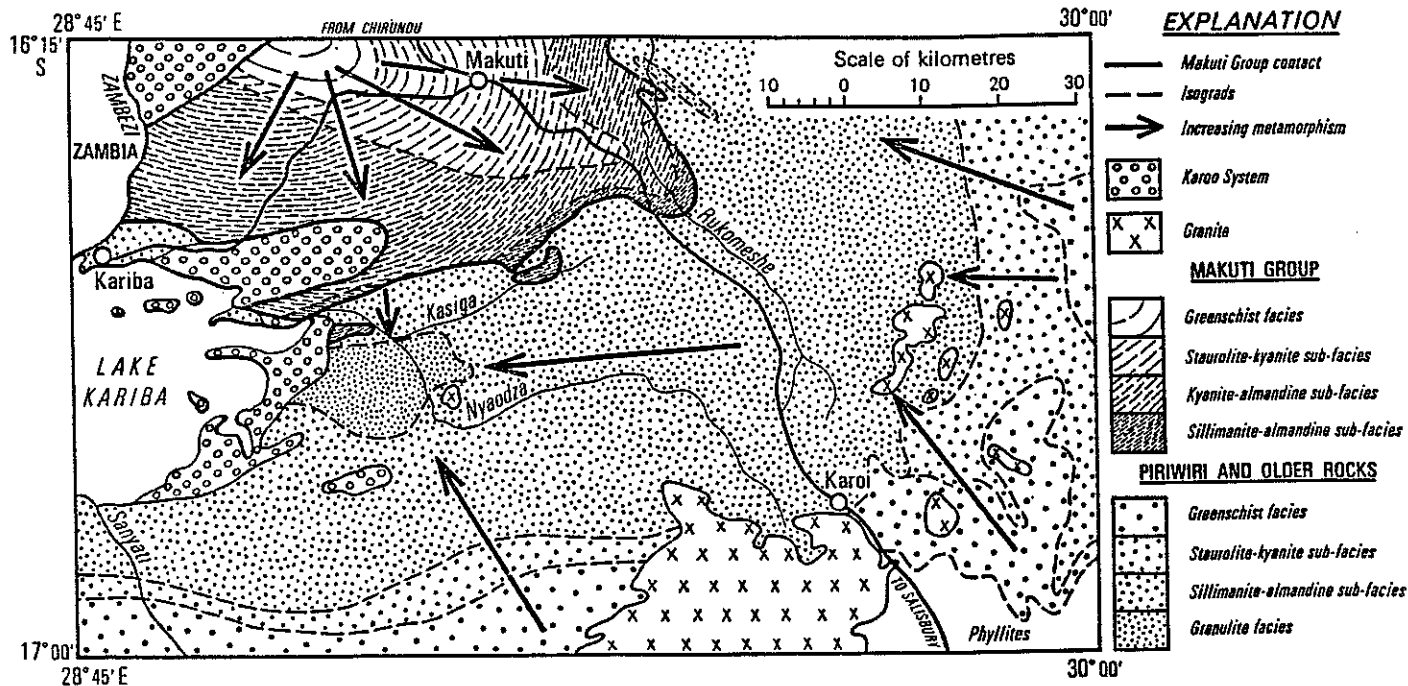 28° 45' E
FROM CHIRUNDU
30° 00'
16° 15'
S
Makuti
Scale of kilometres
10 0 10 20 30
ZAMBEZI
ZAMBIA
Rukomeshe
Kariba
Kasiga
LAKE
KARIBA
Nyaodza
Karoi
Sanyati
TO SALISBURY
Phyllites
17° 00'
28° 45' E
30° 00'
EXPLANATION
Makuti Group contact
Isograds
Increasing metamorphism
Karoo System
Granite
MAKUTI GROUP
Greenschist facies
Staurolite-kyanite sub-facies
Kyanite-almandine sub-facies
Sillimanite-almandine sub-facies
PIRIWIRI AND OLDER ROCKS
Greenschist facies
Staurolite-kyanite sub-facies
Sillimanite-almandine sub-facies
Granulite facies